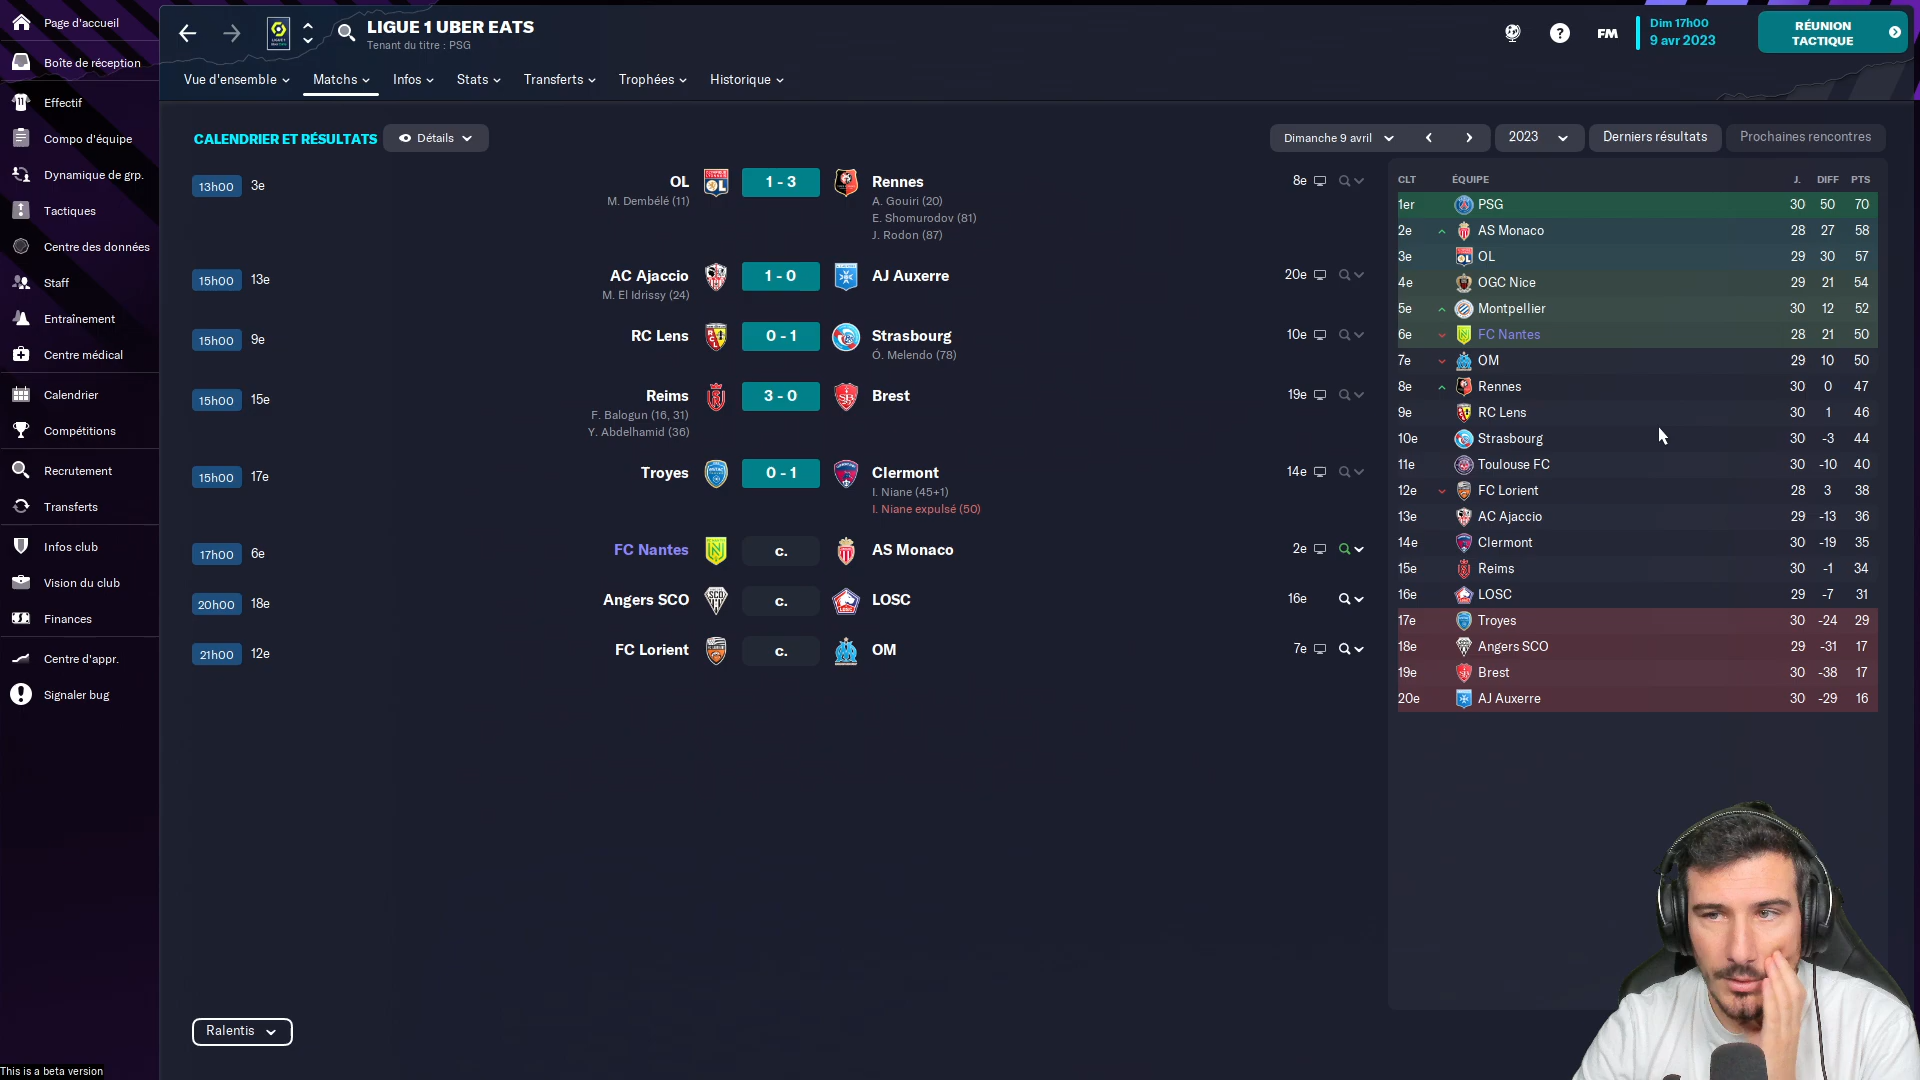 Page d'accueil
Boîte de réception
Effectif
Compo d'équipe
Dynamique de grp.
Tactiques
Centre des données
Staff
Entraînement
Centre médical
Calendrier
Compétitions
Recrutement
Transferts
Infos club
Vision du club
Finances
Centre d'appr.
Signaler bug
This is a beta version
LIGUE 1 UBER EATS
Tenant du titre : PSG
FM
Dim 17h00
9 avr 2023
RÉUNION
TACTIQUE
Vue d'ensemble Matchs Infos Stats Transferts Trophées Historique
CALENDRIER ET RÉSULTATS Détails
Dimanche 9 avril 2023 Derniers résultats Prochaines rencontres
13h00 3e OL 1 - 3 Rennes 8e
M. Dembélé (11) A. Gouiri (20)
E. Shomurodov (81)
J. Rodon (87)
15h00 13e AC Ajaccio 1 - 0 AJ Auxerre 20e
M. El Idrissy (24)
15h00 9e RC Lens 0 - 1 Strasbourg 10e
Ó. Melendo (78)
15h00 15e Reims 3 - 0 Brest 19e
F. Balogun (16, 31)
Y. Abdelhamid (36)
15h00 17e Troyes 0 - 1 Clermont 14e
I. Niane (45+1)
I. Niane expulsé (50)
17h00 6e FC Nantes c. AS Monaco 2e
20h00 18e Angers SCO c. LOSC 16e
21h00 12e FC Lorient c. OM 7e
Ralentis
CLT ÉQUIPE J. DIFF PTS
1er PSG 30 50 70
2e AS Monaco 28 27 58
3e OL 29 30 57
4e OGC Nice 29 21 54
5e Montpellier 30 12 52
6e FC Nantes 28 21 50
7e OM 29 10 50
8e Rennes 30 0 47
9e RC Lens 30 1 46
10e Strasbourg 30 -3 44
11e Toulouse FC 30 -10 40
12e FC Lorient 28 3 38
13e AC Ajaccio 29 -13 36
14e Clermont 30 -19 35
15e Reims 30 -1 34
16e LOSC 29 -7 31
17e Troyes 30 -24 29
18e Angers SCO 29 -31 17
19e Brest 30 -38 17
20e AJ Auxerre 30 -29 16